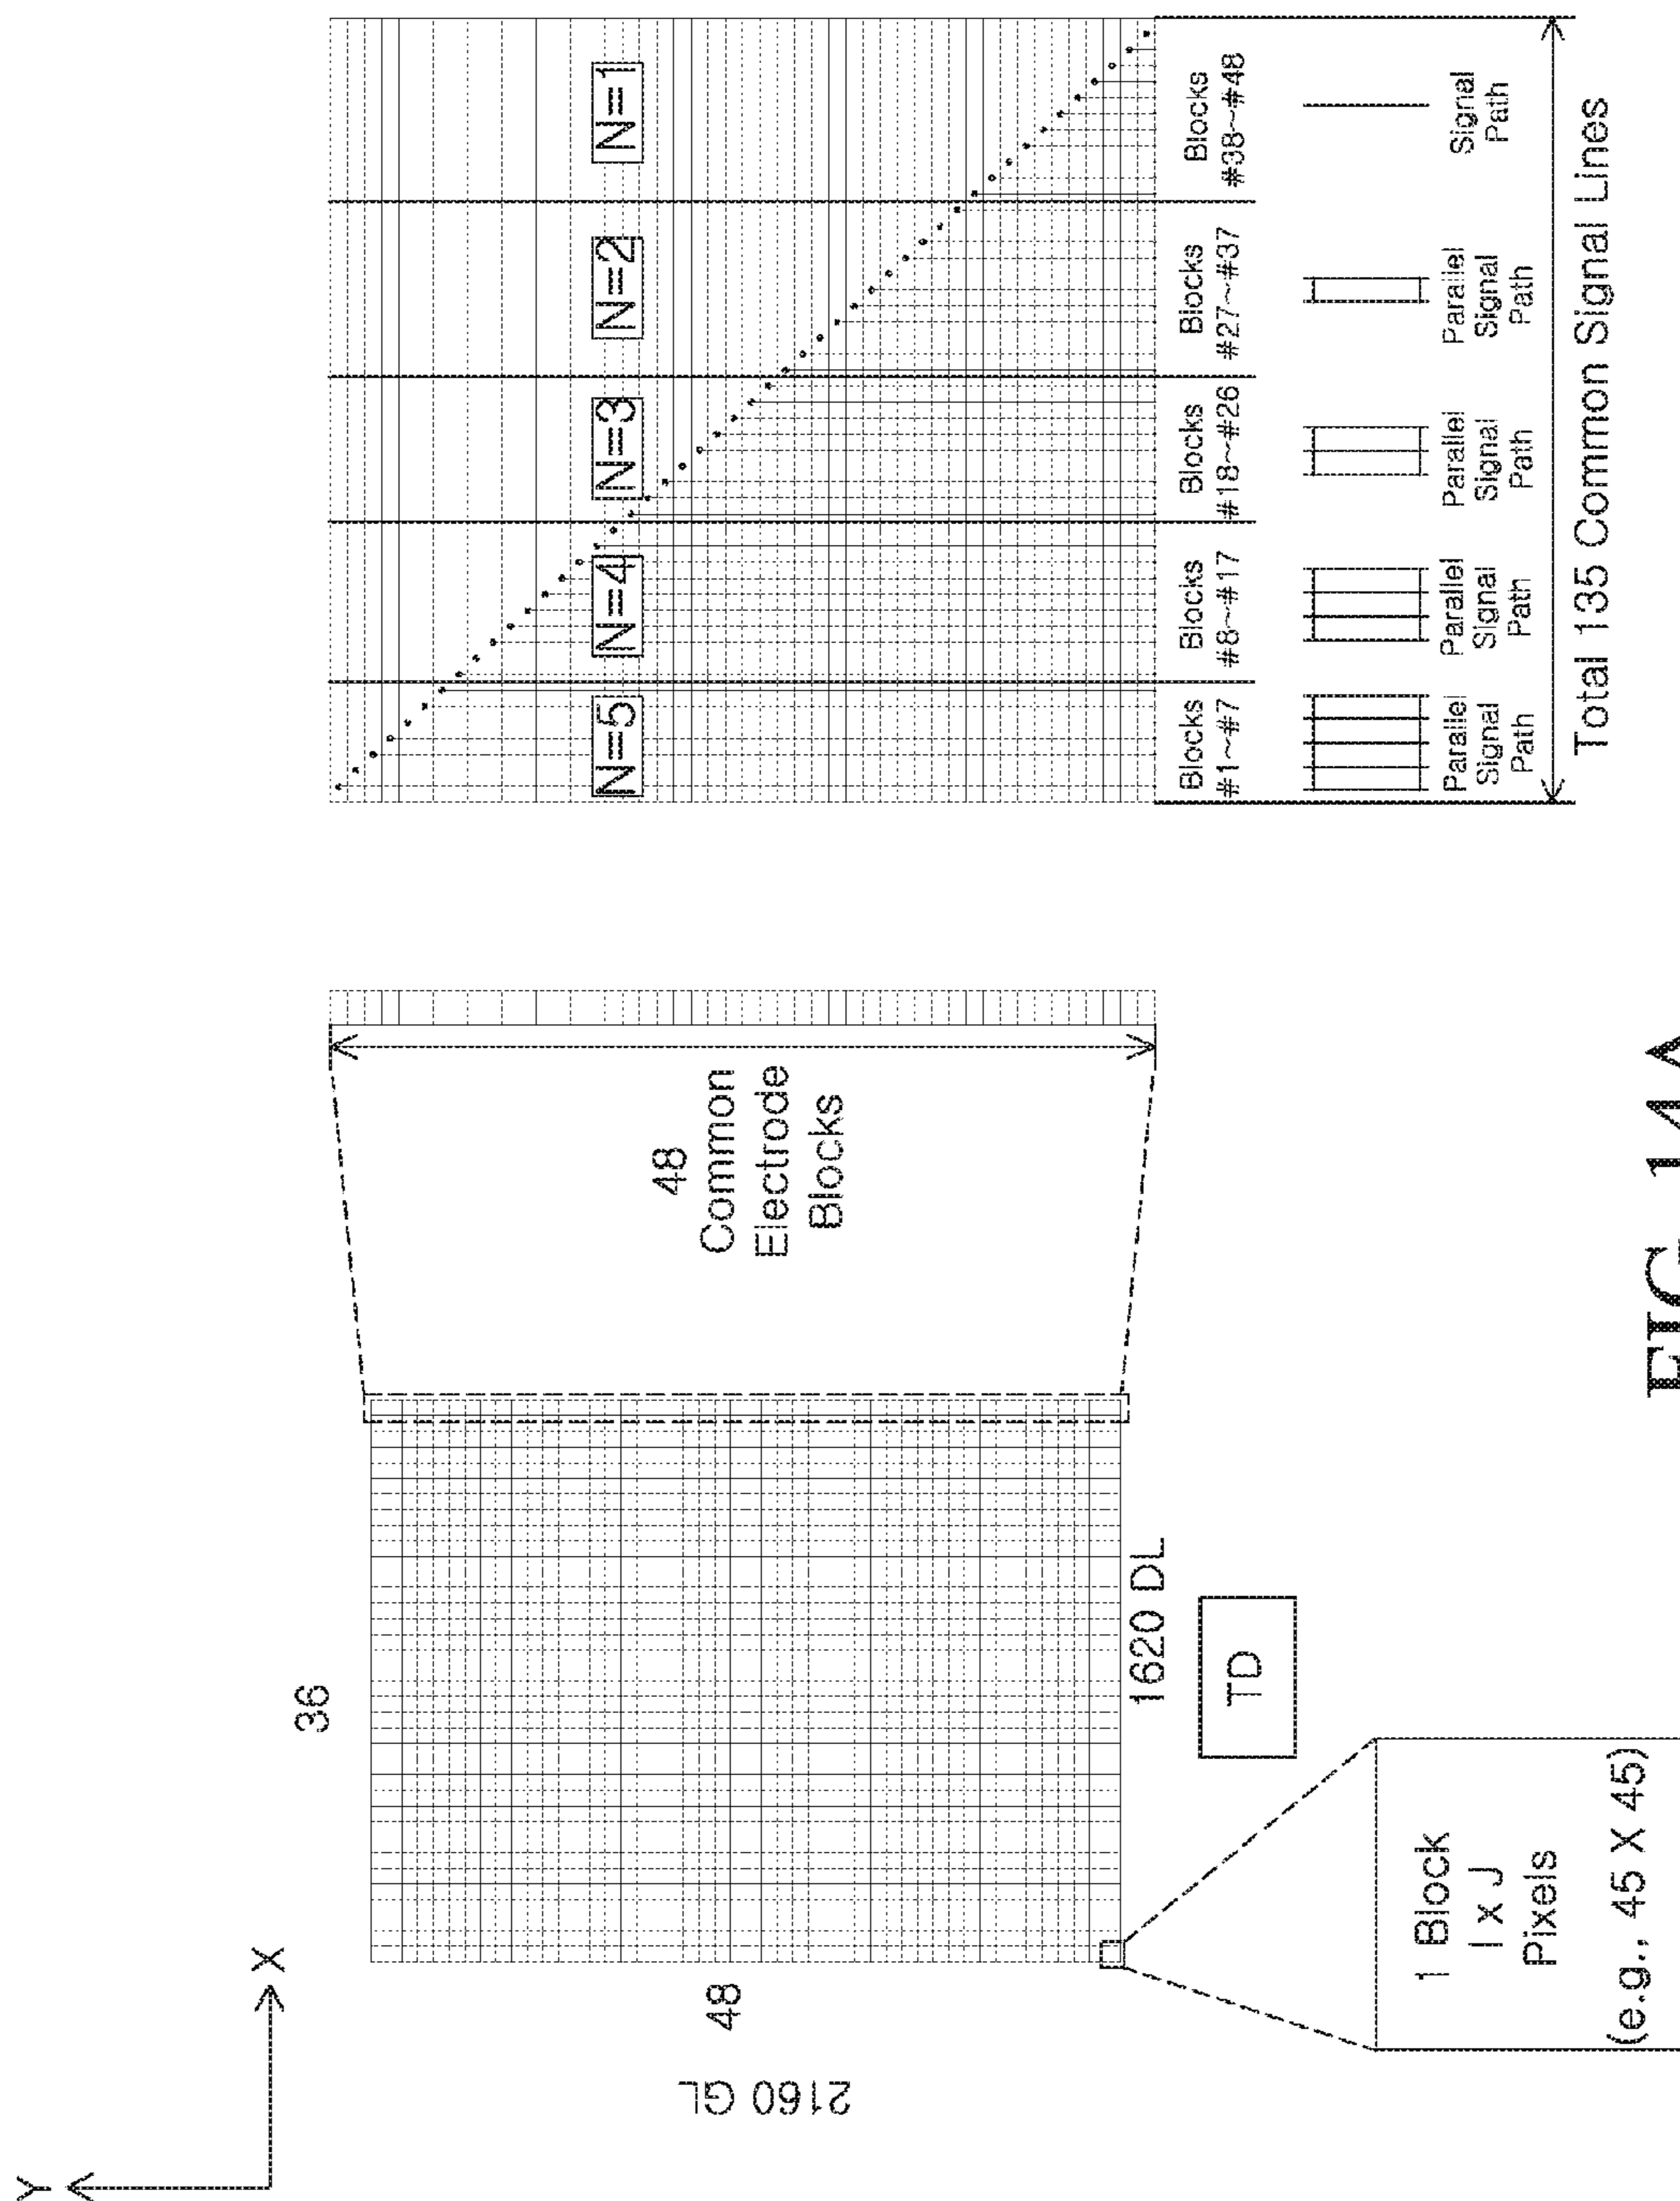 Y
X
36
48
2160 GL
1620 DL
TD
1 Block
I x J
Pixels
(e.g., 45 X 45)
48
Common
Electrode
Blocks
N=5
N=4
N=3
N=2
N=1
Blocks
#1~#7
Blocks
#8~#17
Blocks
#18~#26
Blocks
#27~#37
Blocks
#38~#48
Parallel
Signal
Path
Parallel
Signal
Path
Parallel
Signal
Path
Parallel
Signal
Path
Signal
Path
Total 135 Common Signal Lines
FIG. 14A